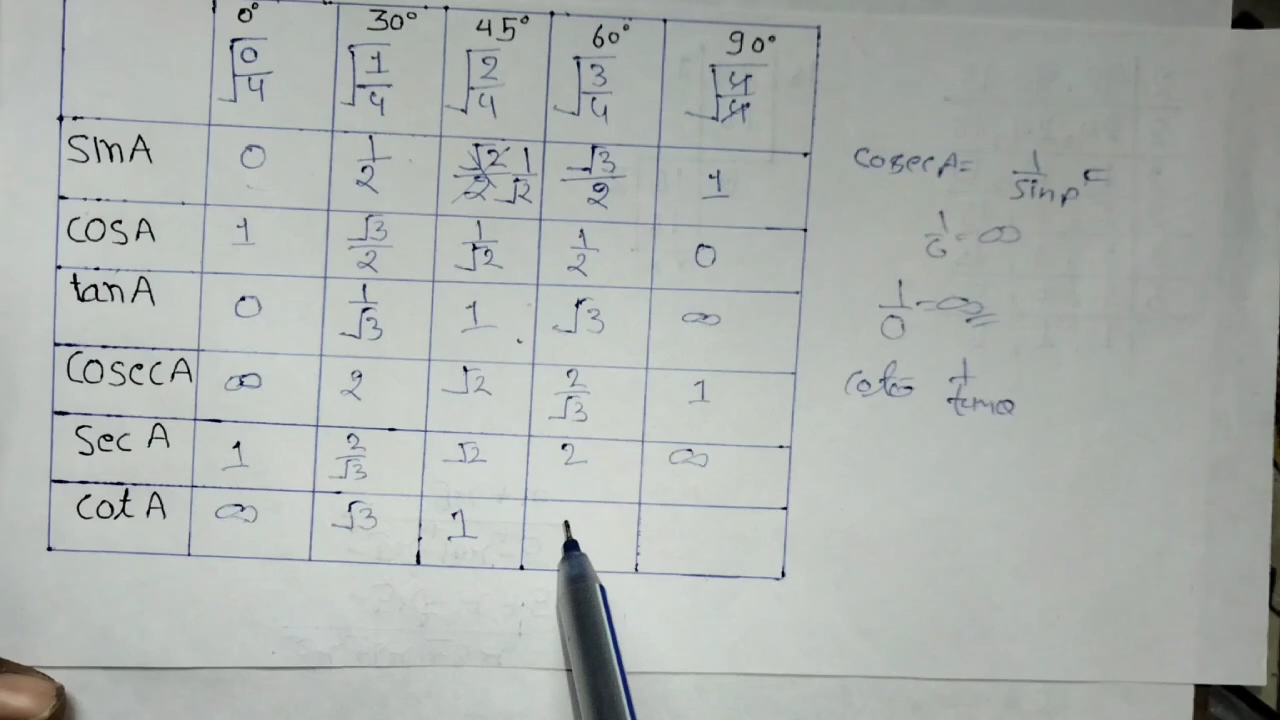 0° 30° 45° 60° 90°
√0/4 √1/4 √2/4 √3/4 √4/4
sinA 0 1/2 √2/2 1/√2 √3/2 1
cosA 1 √3/2 1/√2 1/2 0
tanA 0 1/√3 1 √3 ∞
CosecA ∞ 2 √2 2/√3 1
Sec A 1 2/√3 √2 2 ∞
cot A ∞ √3 1
CosecA=
1/0=∞
1/0=∞